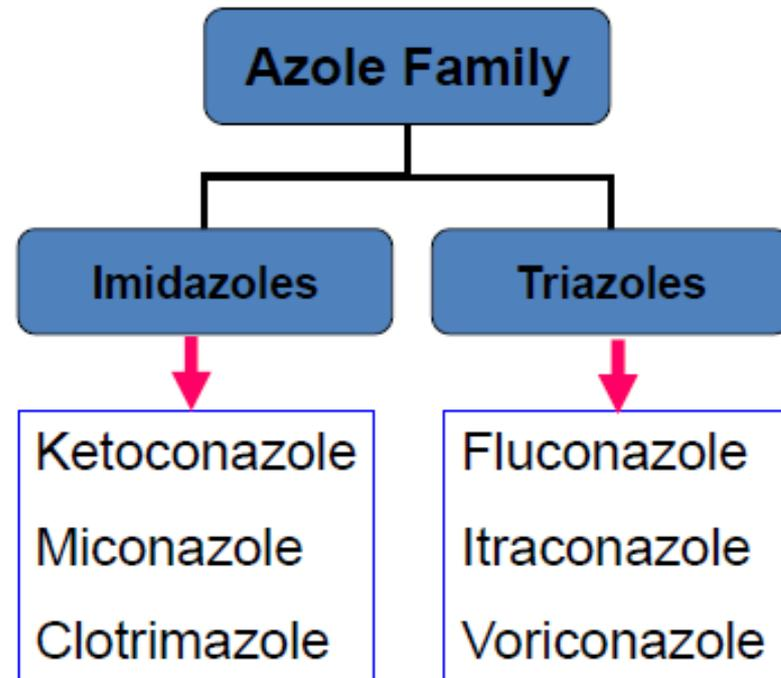 Azole Family
Imidazoles
Triazoles
Ketoconazole
Miconazole
Clotrimazole
Fluconazole
Itraconazole
Voriconazole